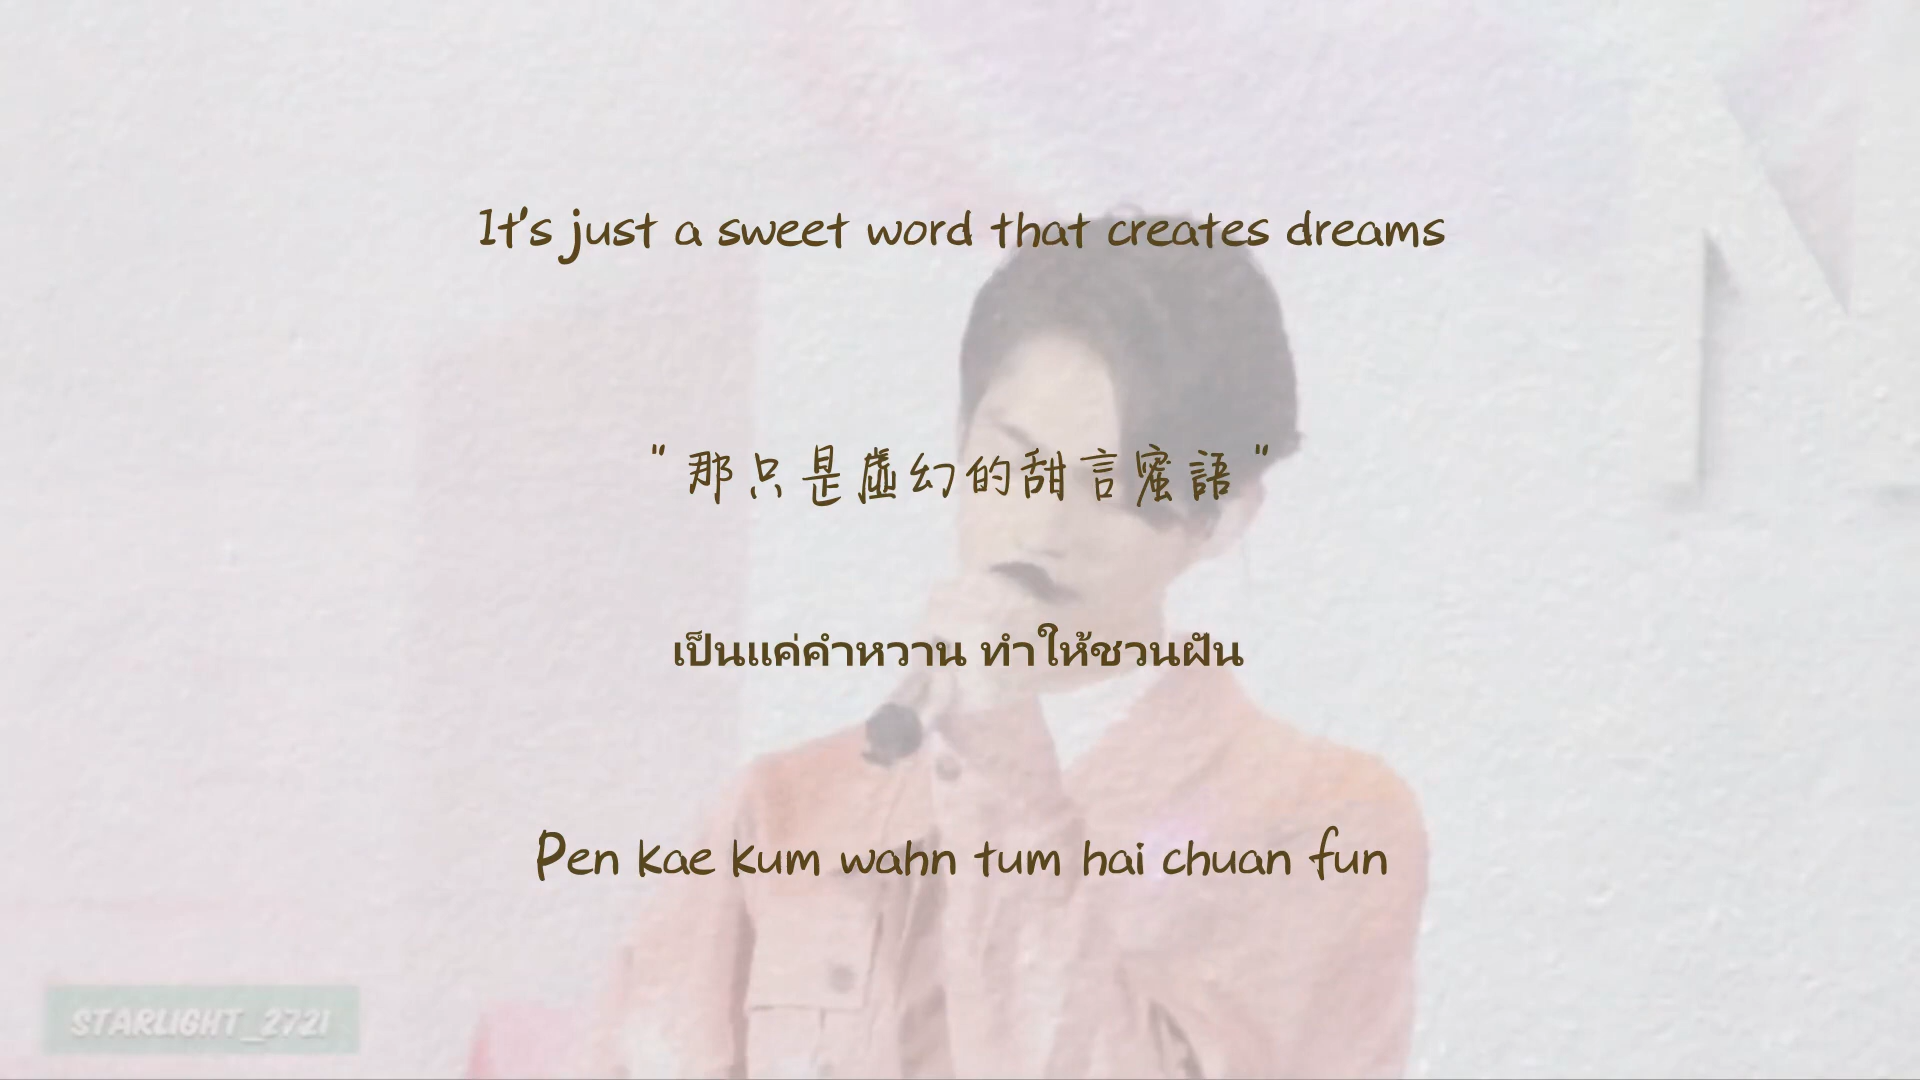 It's just a sweet word that creates dreams
"那只是虛幻的甜言蜜語"
เป็นแค่คำหวาน ทำให้ชวนฝัน
Pen kae kum wahn tum hai chuan fun
N
STARLIGHT_2721